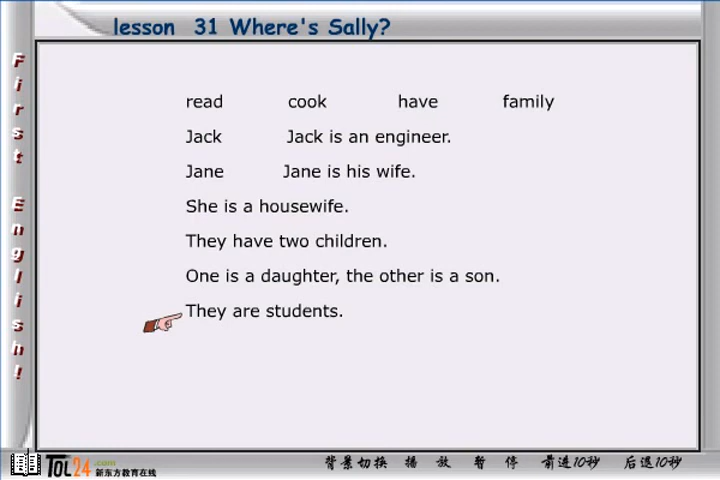 lesson 31 Where's Sally?
First English!
read cook have family
Jack Jack is an engineer.
Jane Jane is his wife.
She is a housewife.
They have two children.
One is a daughter, the other is a son.
They are students.
TOL24.com 新东方教育在线
背景切换 播放 暂停 前进10秒 后退10秒